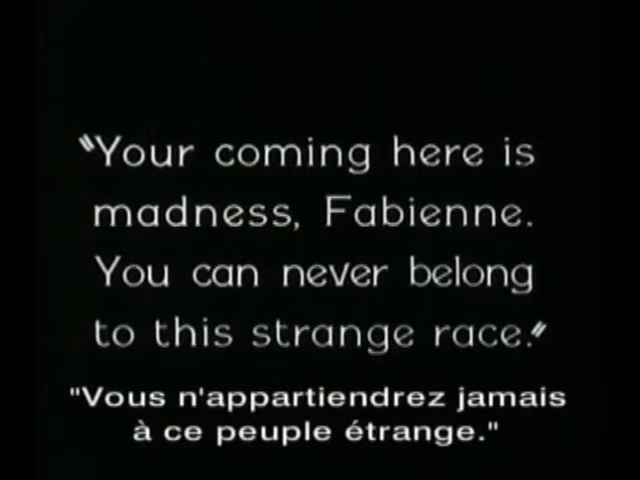 "Your coming here is
madness, Fabienne.
You can never belong
to this strange race."
"Vous n'appartiendrez jamais
à ce peuple étrange."